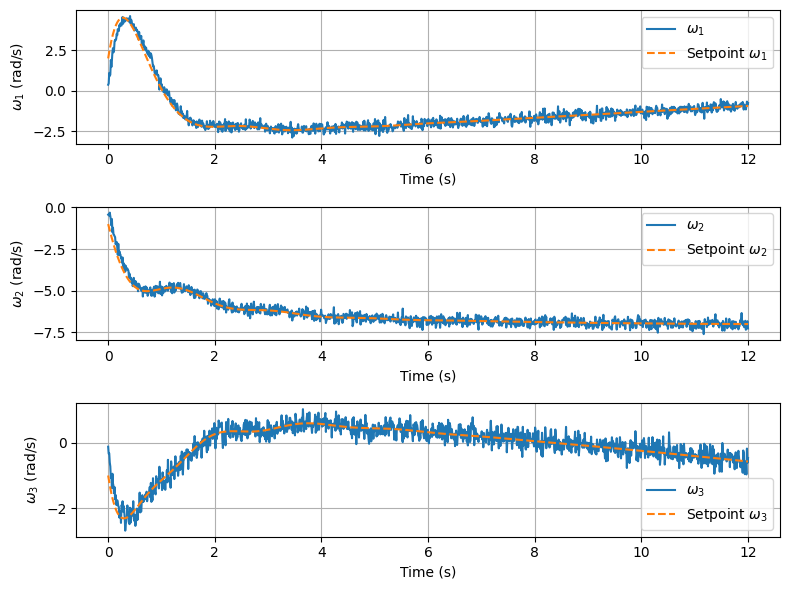 ω₁ (rad/s)
2.5
0.0
−2.5
ω₁
Setpoint ω₁
0 2 4 6 8 10 12
Time (s)
ω₂ (rad/s)
0.0
−2.5
−5.0
−7.5
ω₂
Setpoint ω₂
0 2 4 6 8 10 12
Time (s)
ω₃ (rad/s)
0
−2
ω₃
Setpoint ω₃
0 2 4 6 8 10 12
Time (s)